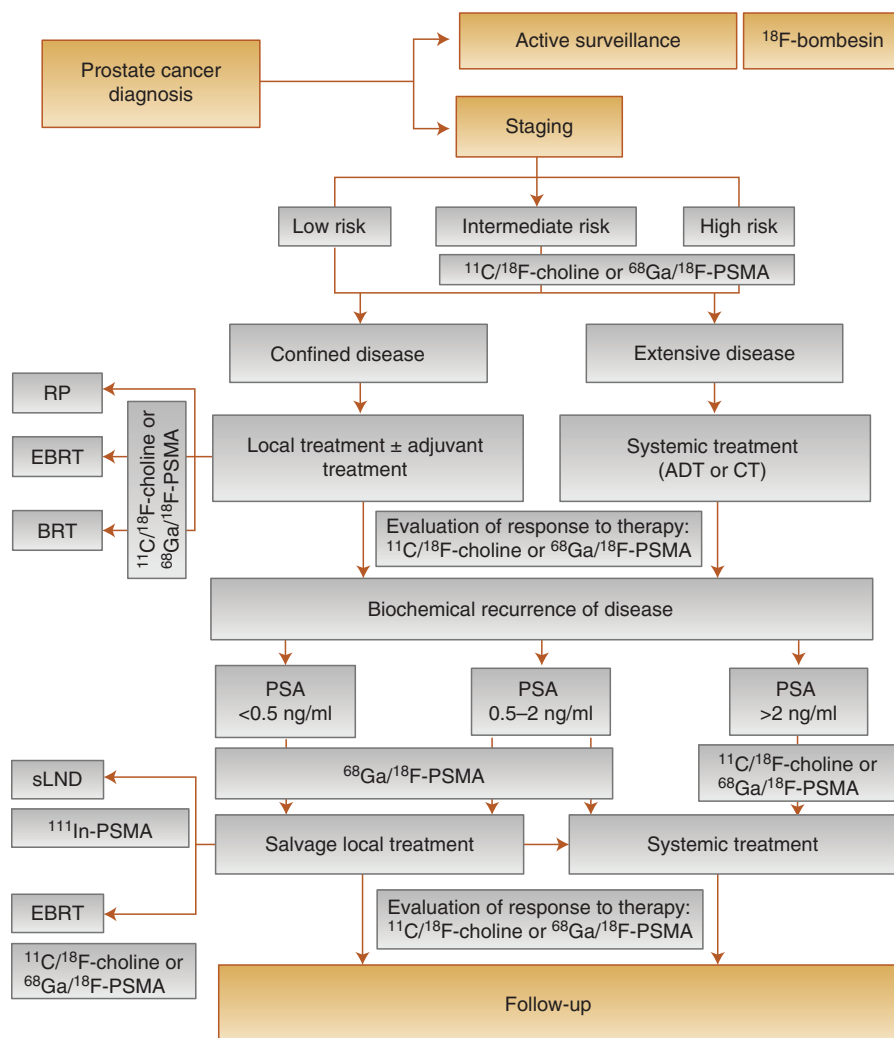 Prostate cancer
diagnosis
Active surveillance
¹⁸F-bombesin
Staging
Low risk
Intermediate risk
High risk
¹¹C/¹⁸F-choline or ⁶⁸Ga/¹⁸F-PSMA
Confined disease
Extensive disease
RP
EBRT
BRT
¹¹C/¹⁸F-choline or
⁶⁸Ga/¹⁸F-PSMA
Local treatment ± adjuvant
treatment
Systemic treatment
(ADT or CT)
Evaluation of response to therapy:
¹¹C/¹⁸F-choline or ⁶⁸Ga/¹⁸F-PSMA
Biochemical recurrence of disease
PSA
<0.5 ng/ml
PSA
0.5–2 ng/ml
PSA
>2 ng/ml
⁶⁸Ga/¹⁸F-PSMA
¹¹C/¹⁸F-choline or
⁶⁸Ga/¹⁸F-PSMA
sLND
¹¹¹In-PSMA
Salvage local treatment
Systemic treatment
EBRT
¹¹C/¹⁸F-choline or
⁶⁸Ga/¹⁸F-PSMA
Evaluation of response to therapy:
¹¹C/¹⁸F-choline or ⁶⁸Ga/¹⁸F-PSMA
Follow-up